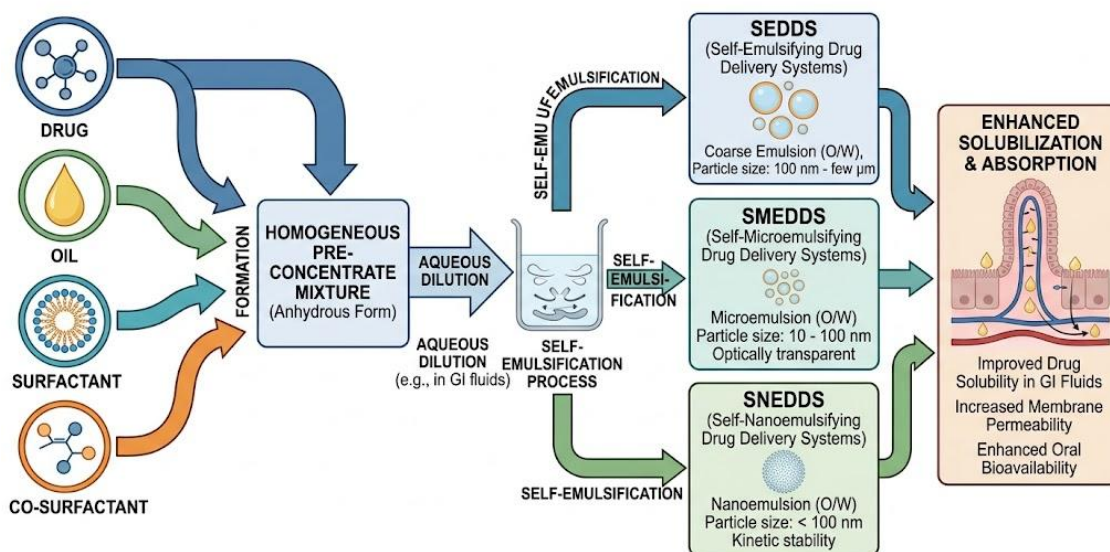 DRUG
OIL
SURFACTANT
CO-SURFACTANT
FORMATION
HOMOGENEOUS
PRE-
CONCENTRATE
MIXTURE
(Anhydrous Form)
AQUEOUS
DILUTION
AQUEOUS
DILUTION
(e.g., in GI fluids)
SELF-
EMULSIFICATION
PROCESS
SELF-EMU UF EMULSIFICATION
SELF-
EMULSI-
FICATION
SELF-EMULSIFICATION
SEDDS
(Self-Emulsifying Drug
Delivery Systems)
Coarse Emulsion (O/W),
Particle size: 100 nm - few µm
SMEDDS
(Self-Microemulsifying
Drug Delivery Systems)
Microemulsion (O/W)
Particle size: 10 - 100 nm
Optically transparent
SNEDDS
(Self-Nanoemulsifying
Drug Delivery Systems)
Nanoemulsion (O/W)
Particle size: < 100 nm
Kinetic stability
ENHANCED
SOLUBILIZATION
& ABSORPTION
Improved Drug
Solubility in GI Fluids
Increased Membrane
Permeability
Enhanced Oral
Bioavailability